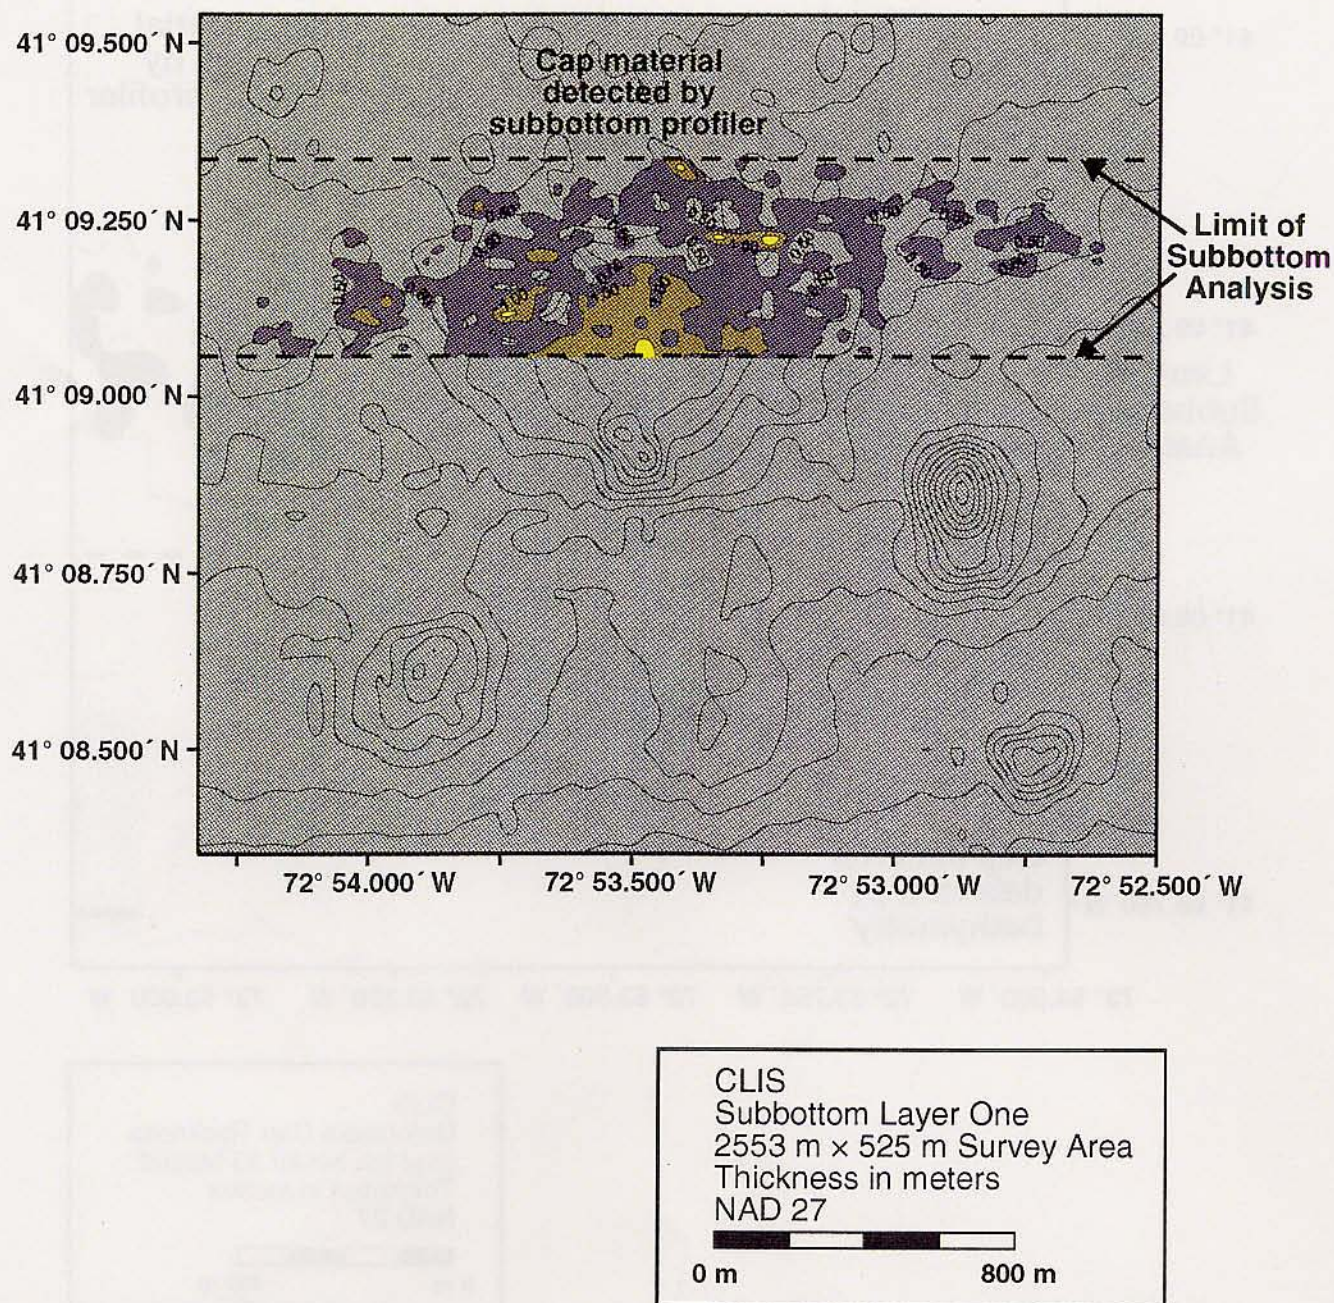 41° 09.500´ N
Cap material
detected by
subbottom profiler
41° 09.250´ N
Limit of
Subbottom
Analysis
41° 09.000´ N
41° 08.750´ N
41° 08.500´ N
72° 54.000´ W
72° 53.500´ W
72° 53.000´ W
72° 52.500´ W
CLIS
Subbottom Layer One
2553 m × 525 m Survey Area
Thickness in meters
NAD 27
0 m
800 m